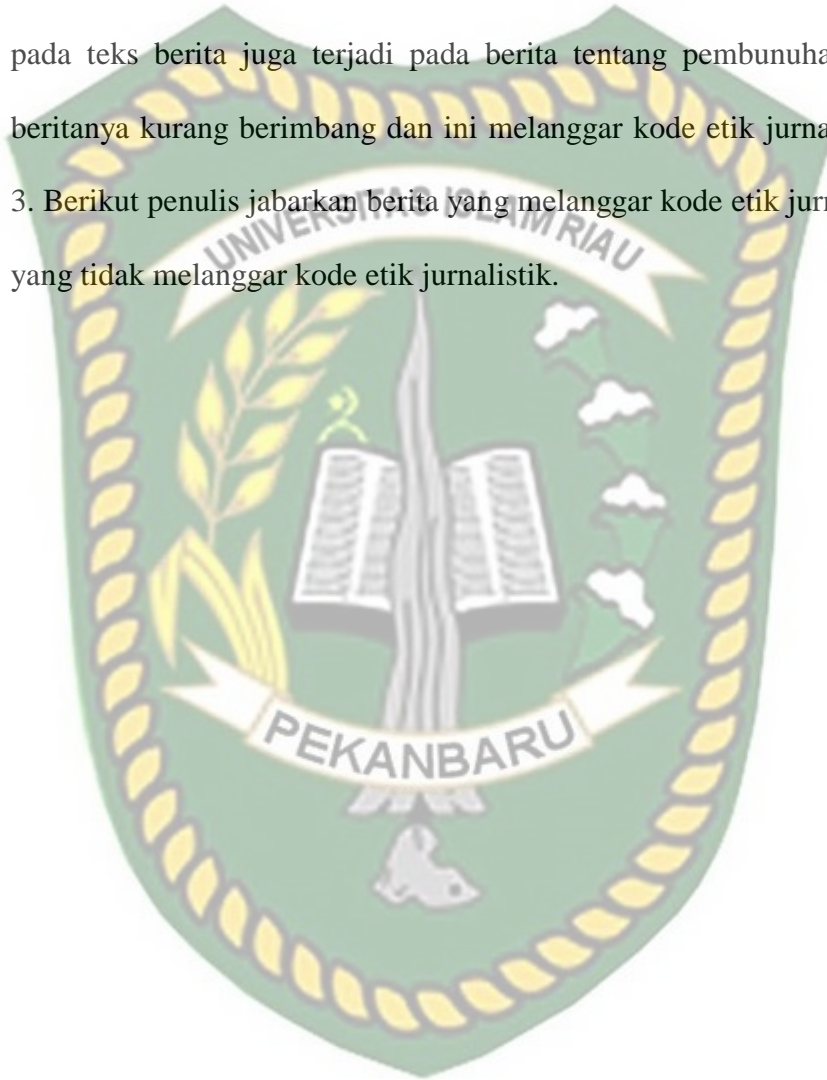 pada teks berita juga terjadi pada berita tentang pembunuha
beritanya kurang berimbang dan ini melanggar kode etik jurna
3. Berikut penulis jabarkan berita yang melanggar kode etik jur
yang tidak melanggar kode etik jurnalistik.
UNIVERSITAS ISLAM RIAU
PEKANBARU